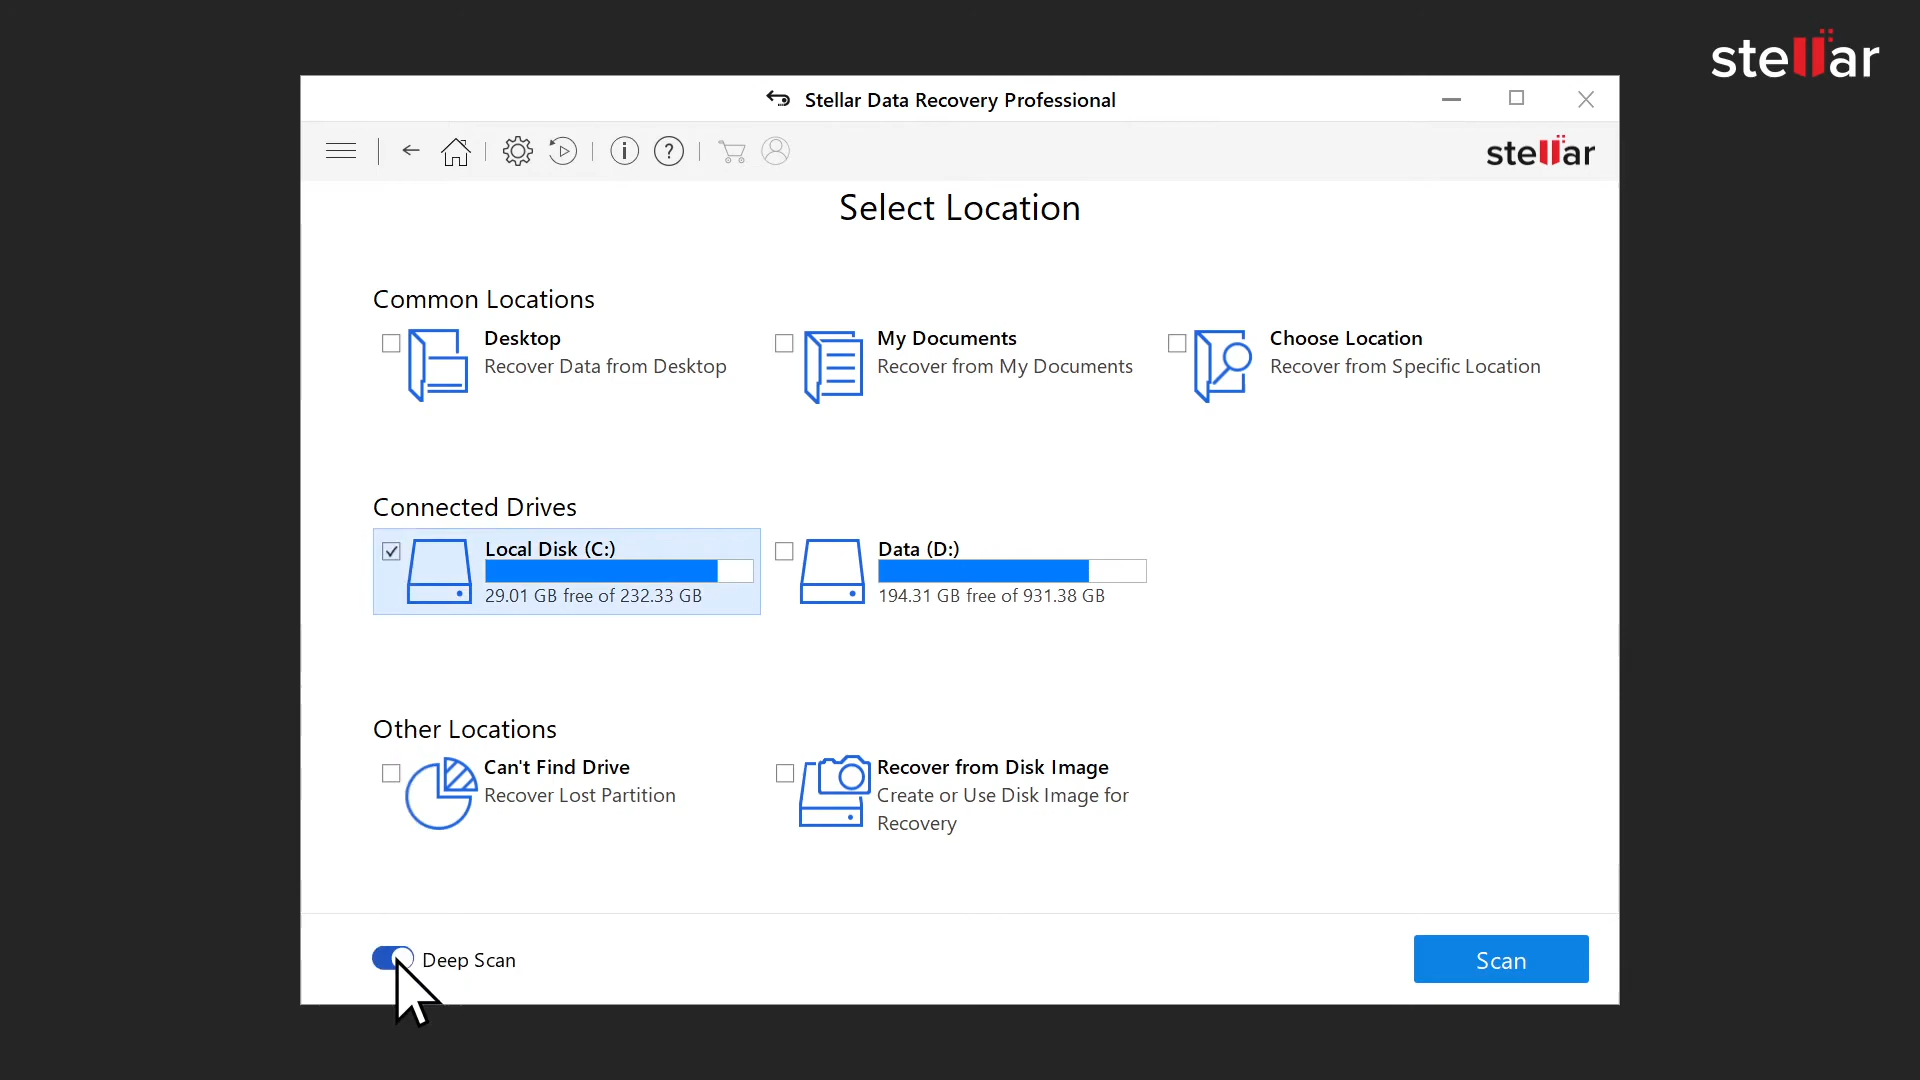 stellar
Stellar Data Recovery Professional
stellar
Select Location
Common Locations
Desktop
Recover Data from Desktop
My Documents
Recover from My Documents
Choose Location
Recover from Specific Location
Connected Drives
Local Disk (C:)
29.01 GB free of 232.33 GB
Data (D:)
194.31 GB free of 931.38 GB
Other Locations
Can't Find Drive
Recover Lost Partition
Recover from Disk Image
Create or Use Disk Image for
Recovery
Deep Scan
Scan